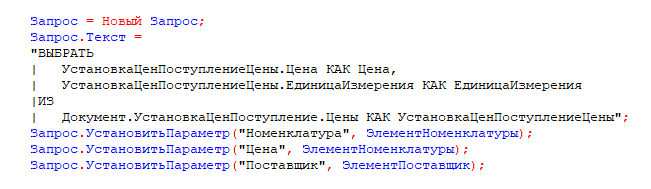 Запрос = Новый Запрос;
Запрос.Текст =
"ВЫБРАТЬ
|   УстановкаЦенПоступлениеЦены.Цена КАК Цена,
|   УстановкаЦенПоступлениеЦены.ЕдиницаИзмерения КАК ЕдиницаИзмерения
|ИЗ
|   Документ.УстановкаЦенПоступление.Цены КАК УстановкаЦенПоступлениеЦены";
Запрос.УстановитьПараметр("Номенклатура", ЭлементНоменклатуры);
Запрос.УстановитьПараметр("Цена", ЭлементНоменклатуры);
Запрос.УстановитьПараметр("Поставщик", ЭлементПоставщик);